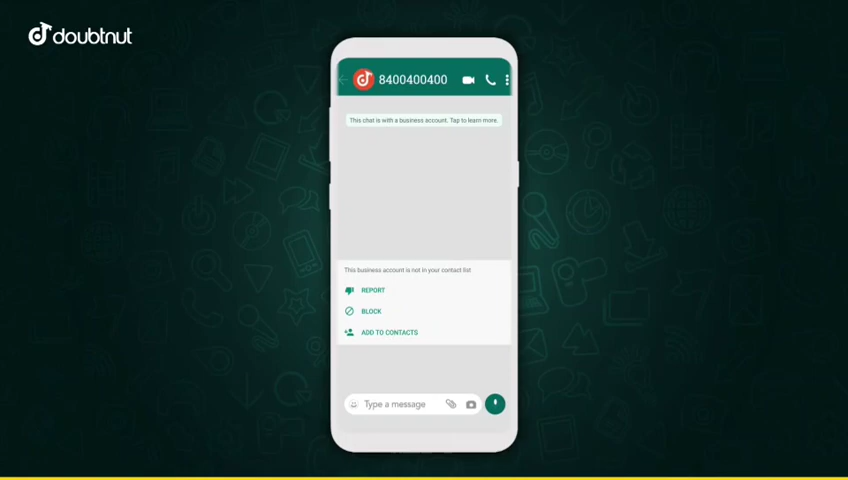 doubtnut
8400400400
This chat is with a business account. Tap to learn more.
This business account is not in your contact list
REPORT
BLOCK
ADD TO CONTACTS
Type a message